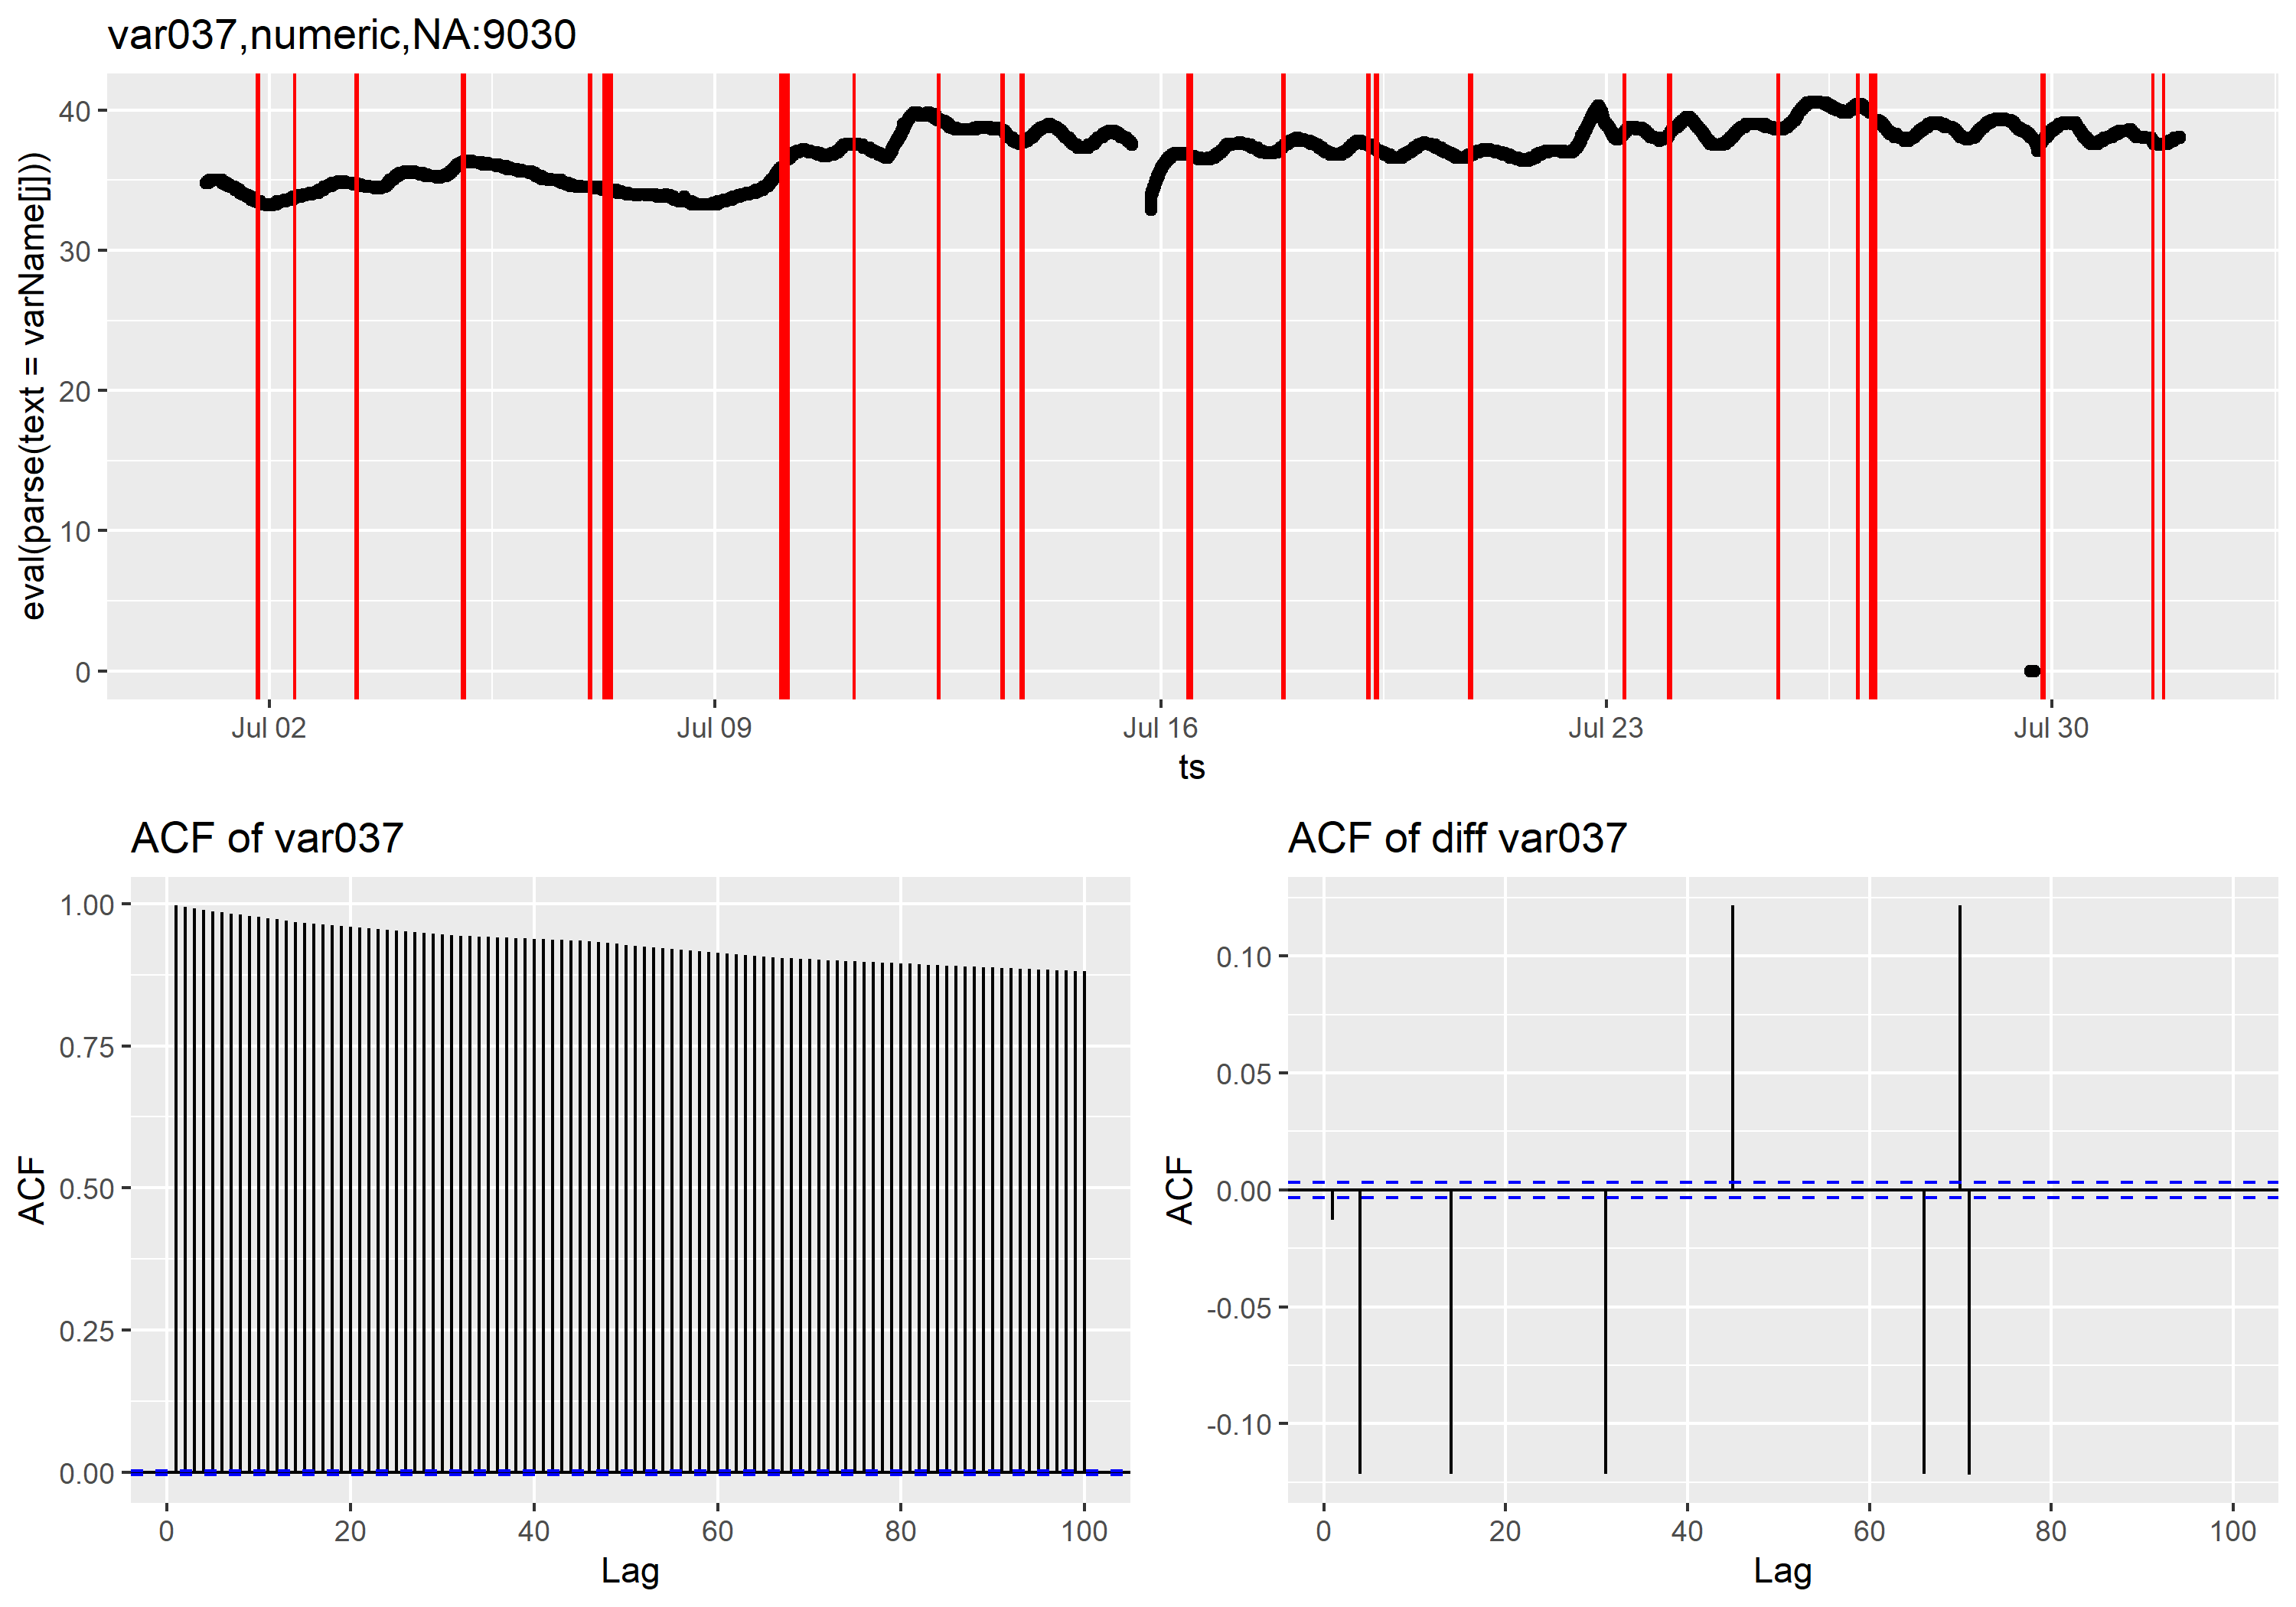 var037,numeric,NA:9030
eval(parse(text = varName[j]))
40
30
20
10
0
Jul 02
Jul 09
Jul 16
Jul 23
Jul 30
ts
ACF of var037
ACF
1.00
0.75
0.50
0.25
0.00
0
20
40
60
80
100
Lag
ACF of diff var037
ACF
0.10
0.05
0.00
-0.05
-0.10
0
20
40
60
80
100
Lag